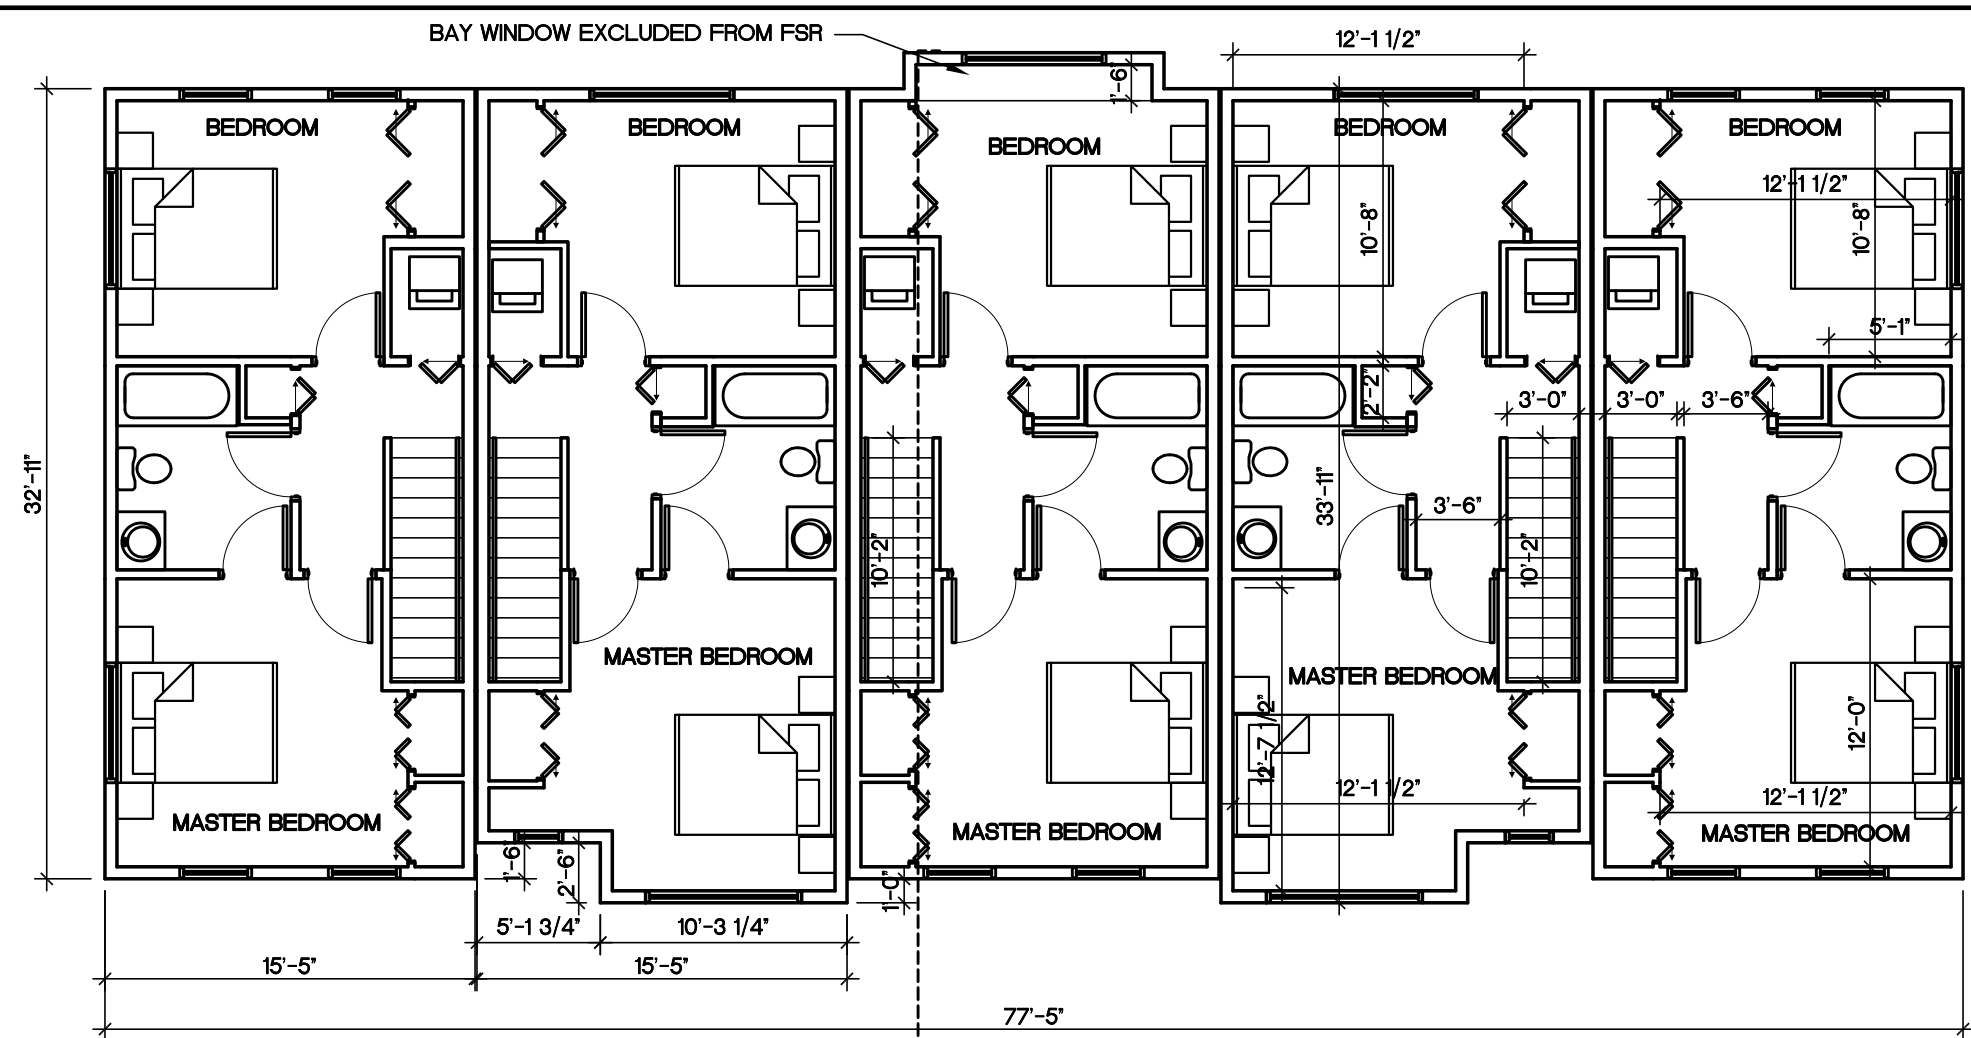 BAY WINDOW EXCLUDED FROM FSR
12'-1 1/2"
1'-6"
BEDROOM
BEDROOM
BEDROOM
BEDROOM
BEDROOM
12'-1 1/2"
10'-8"
10'-8"
5'-1"
2'-2"
3'-0"
3'-0"
3'-6"
32'-11"
33'-11"
3'-6"
10'-2"
10'-2"
MASTER BEDROOM
MASTER BEDROOM
12'-7 1/2"
12'-0"
12'-1 1/2"
12'-1 1/2"
MASTER BEDROOM
MASTER BEDROOM
MASTER BEDROOM
1'-6"
2'-6"
1'-0"
5'-1 3/4"
10'-3 1/4"
15'-5"
15'-5"
77'-5"